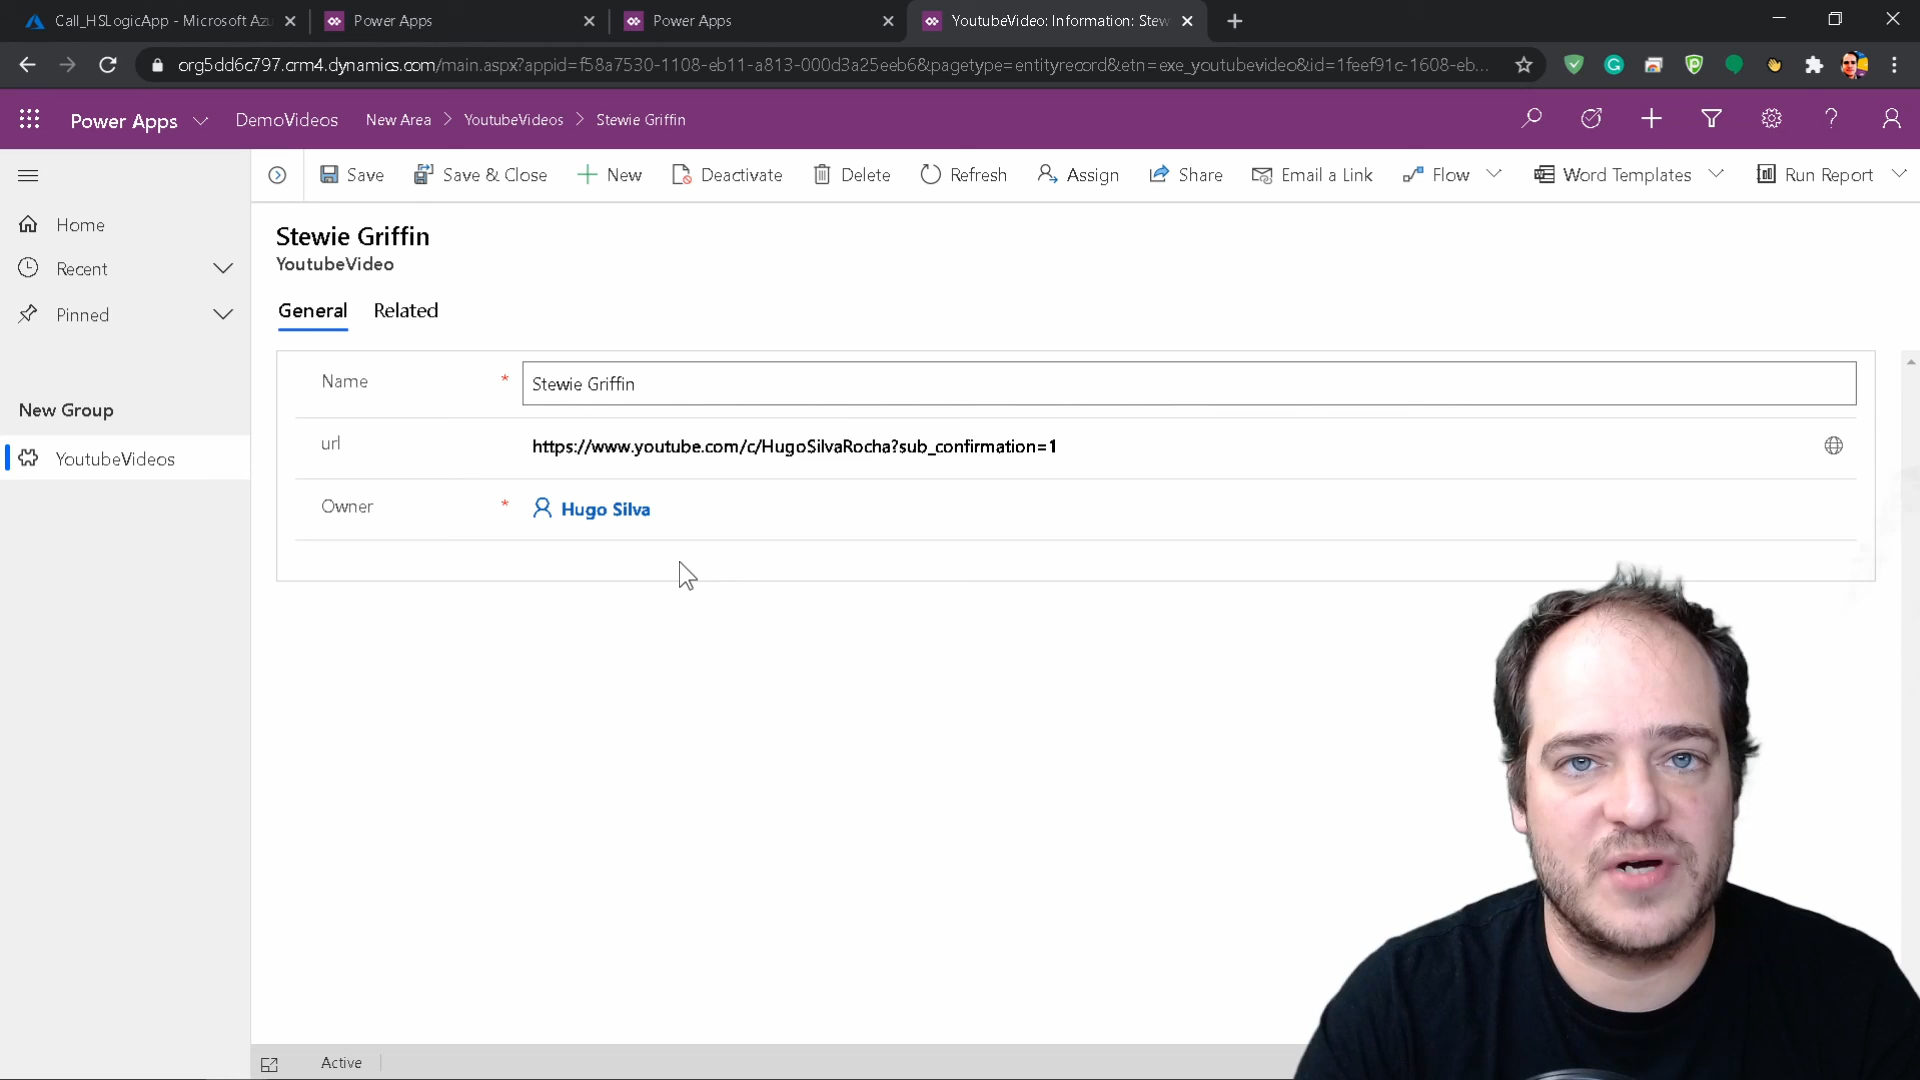 Call_HSLogicApp - Microsoft Azu
Power Apps
Power Apps
YoutubeVideo: Information: Stew
org5dd6c797.crm4.dynamics.com/main.aspx?appid=f58a7530-1108-eb11-a813-000d3a25eeb6&pagetype=entityrecord&etn=exe_youtubevideo&id=1feef91c-1608-eb...
Power Apps DemoVideos New Area > YoutubeVideos > Stewie Griffin
Save Save & Close New Deactivate Delete Refresh Assign Share Email a Link Flow Word Templates Run Report
Home
Recent
Pinned
New Group
YoutubeVideos
Stewie Griffin
YoutubeVideo
General Related
Name * Stewie Griffin
url https://www.youtube.com/c/HugoSilvaRocha?sub_confirmation=1
Owner * Hugo Silva
Active